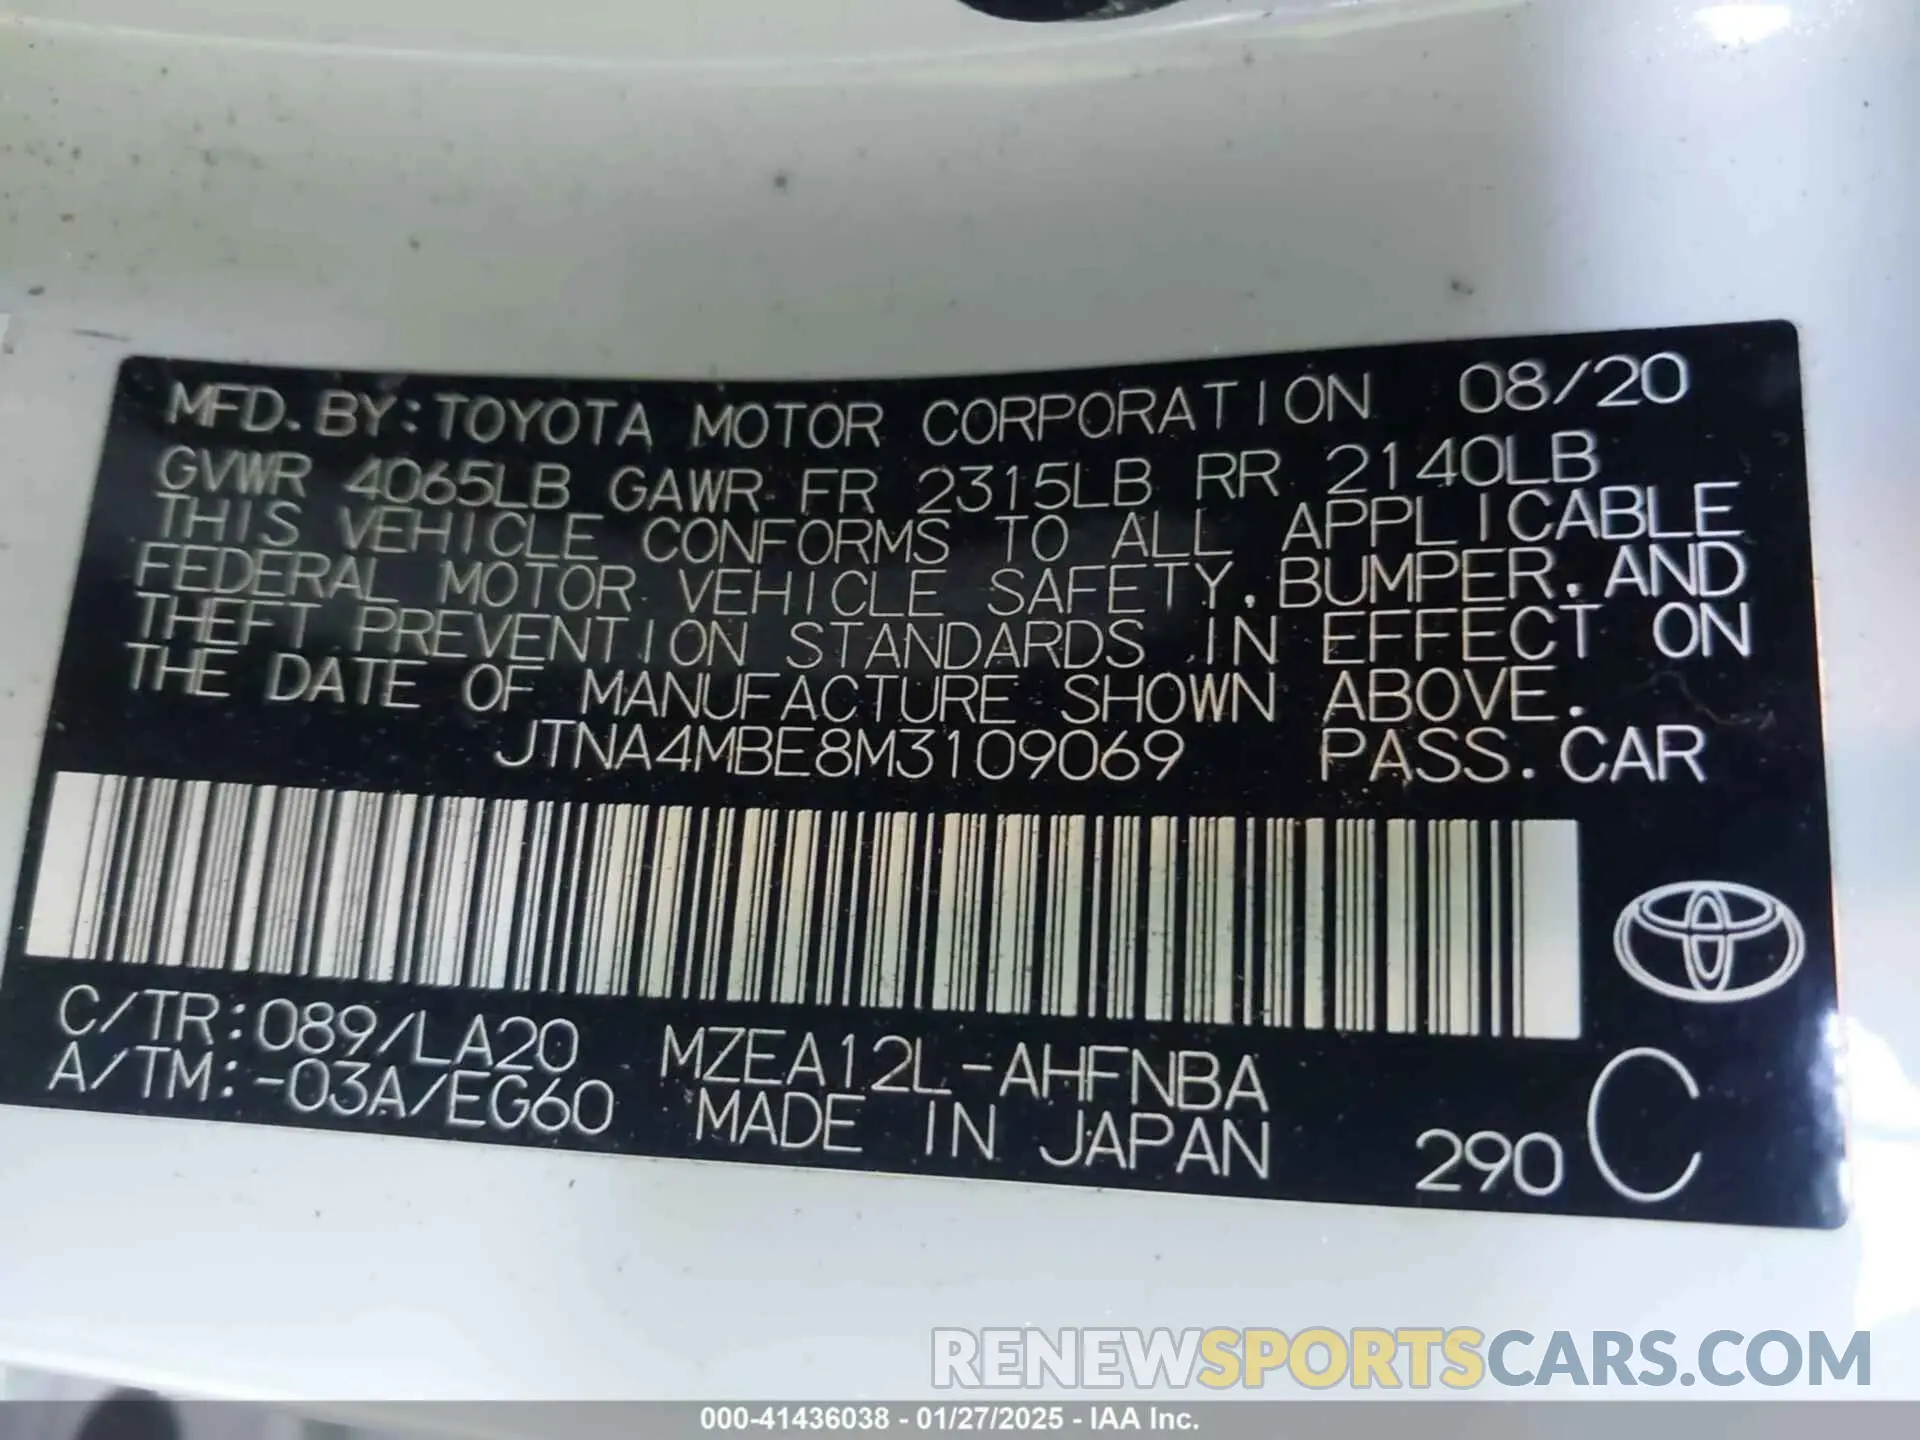 MFD. BY: TOYOTA MOTOR CORPORATION 08/20
GVWR 4065LB GAWR FR 2315LB RR 2140LB
THIS VEHICLE CONFORMS TO ALL APPLICABLE
FEDERAL MOTOR VEHICLE SAFETY, BUMPER, AND
THEFT PREVENTION STANDARDS IN EFFECT ON
THE DATE OF MANUFACTURE SHOWN ABOVE.
JTNA4MBE8M3109069 PASS. CAR
C/TR:089/LA20 MZEA12L-AHFNBA
A/TM:-03A/EG60 MADE IN JAPAN 290 C
RENEWSPORTSCARS.COM
000-41436038 - 01/27/2025 - IAA Inc.